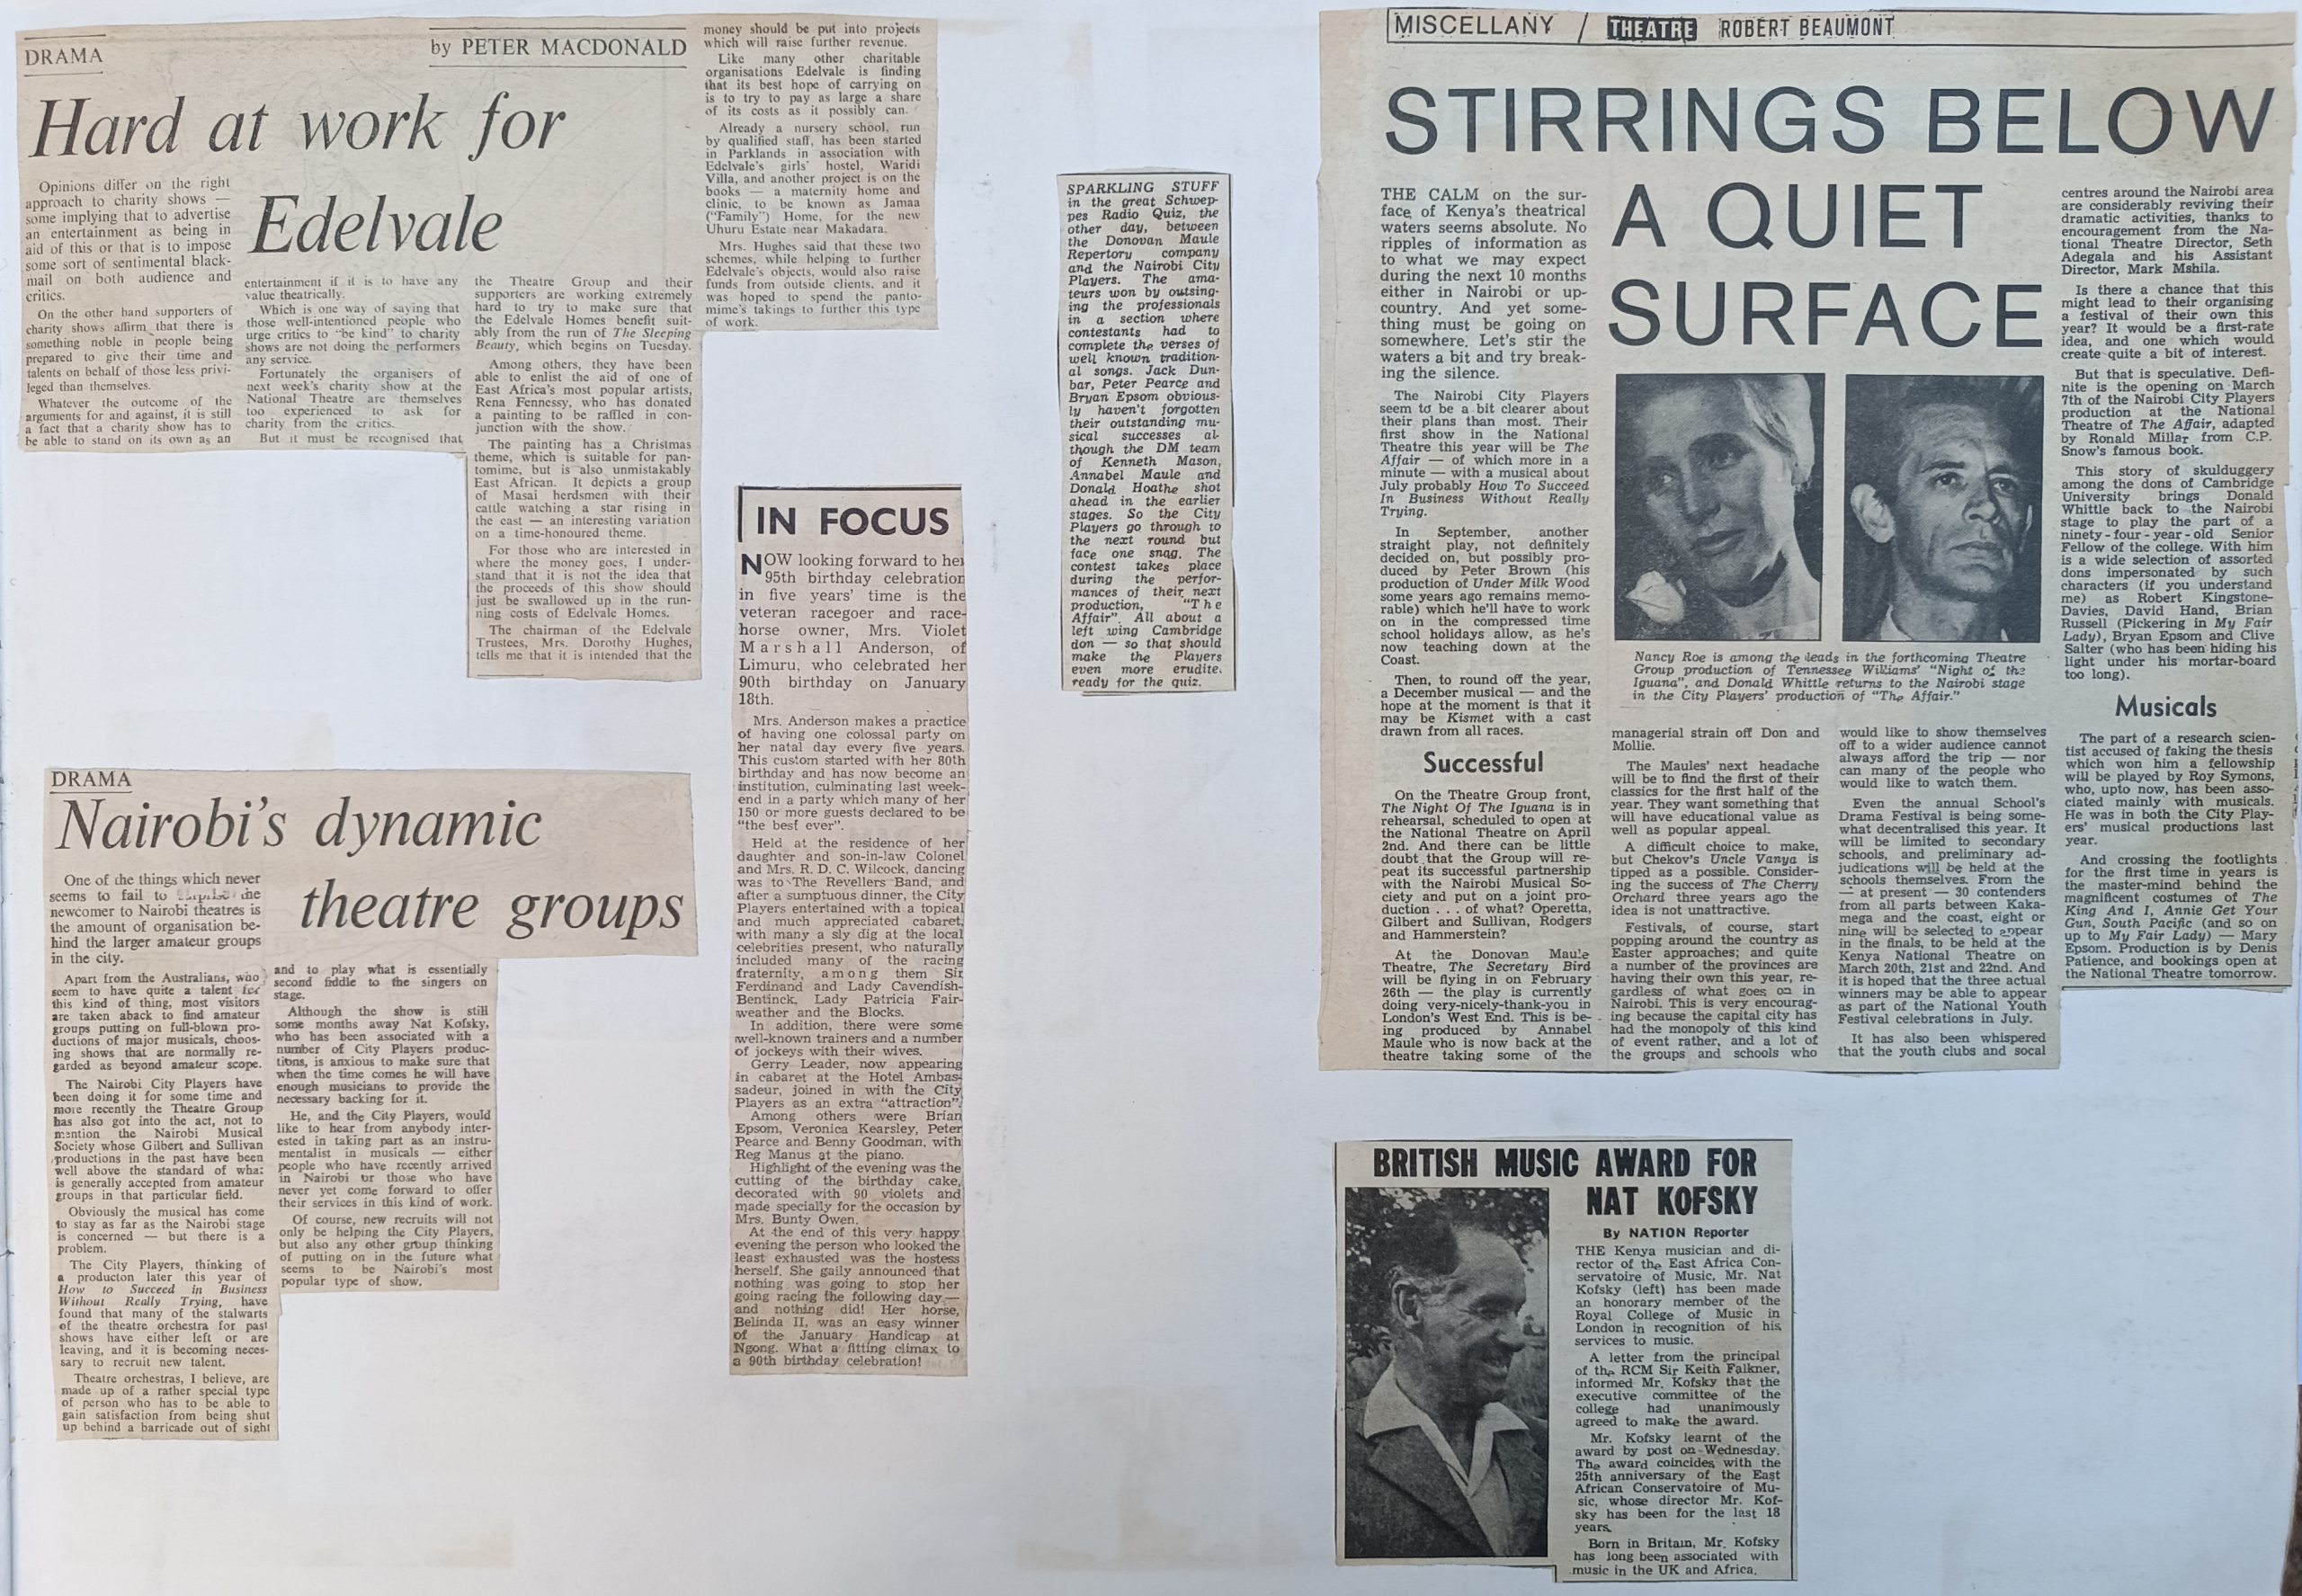 DRAMA
by PETER MACDONALD
Hard at work for
Edelvale
Opinions differ on the right
approach to charity shows —
some implying that to advertise
an entertainment as being in
aid of this or that is to impose
some sort of sentimental black-
mail on both audience and
critics.
On the other hand supporters of
charity shows affirm that there is
something noble in people being
prepared to give their time and
talents on behalf of those less privi-
leged than themselves.
Whatever the outcome of the
arguments for and against, it is still
a fact that a charity show has to
be able to stand on its own as an
entertainment if it is to have any
value theatrically.
Which is one way of saying that
those well-intentioned people who
urge critics to "be kind" to charity
shows are not doing the performers
any service.
Fortunately the organisers of
next week's charity show at the
National Theatre are themselves
too experienced to ask for
charity from the critics.
But it must be recognised that
the Theatre Group and their
supporters are working extremely
hard to try to make sure that
the Edelvale Homes benefit suit-
ably from the run of The Sleeping
Beauty, which begins on Tuesday.
Among others, they have been
able to enlist the aid of one of
East Africa's most popular artists,
Rena Fennessy, who has donated
a painting to be raffled in con-
junction with the show.
The painting has a Christmas
theme, which is suitable for pan-
tomime, but is also unmistakably
East African. It depicts a group
of Masai herdsmen with their
cattle watching a star rising in
the east — an interesting variation
on a time-honoured theme.
For those who are interested in
where the money goes, I under-
stand that it is not the idea that
the proceeds of this show should
just be swallowed up in the run-
ning costs of Edelvale Homes.
The chairman of the Edelvale
Trustees, Mrs. Dorothy Hughes,
tells me that it is intended that the
money should be put into projects
which will raise further revenue.
Like many other charitable
organisations Edelvale is finding
that its best hope of carrying on
is to try to pay as large a share
of its costs as it possibly can.
Already a nursery school, run
by qualified staff, has been started
in Parklands in association with
Edelvale's girls' hostel, Waridi
Villa, and another project is on the
books — a maternity home and
clinic, to be known as Jamaa
("Family") Home, for the new
Uhuru Estate near Makadara.
Mrs. Hughes said that these two
schemes, while helping to further
Edelvale's objects, would also raise
funds from outside clients, and it
was hoped to spend the panto-
mime's takings to further this type
of work.
DRAMA
Nairobi's dynamic
theatre groups
One of the things which never
seems to fail to the
newcomer to Nairobi theatres is
the amount of organisation be-
hind the larger amateur groups
in the city.
Apart from the Australians, who
seem to have quite a talent for
this kind of thing, most visitors
are taken aback to find amateur
groups putting on full-blown pro-
ductions of major musicals, choos-
ing shows that are normally re-
garded as beyond amateur scope.
The Nairobi City Players have
been doing it for some time and
more recently the Theatre Group
has also got into the act, not to
mention the Nairobi Musical
Society whose Gilbert and Sullivan
productions in the past have been
well above the standard of what
is generally accepted from amateur
groups in that particular field.
Obviously the musical has come
to stay as far as the Nairobi stage
is concerned — but there is a
problem.
The City Players, thinking of
a producton later this year of
How to Succeed in Business
Without Really Trying, have
found that many of the stalwarts
of the theatre orchestra for past
shows have either left or are
leaving, and it is becoming neces-
sary to recruit new talent.
Theatre orchestras, I believe, are
made up of a rather special type
of person who has to be able to
gain satisfaction from being shut
up behind a barricade out of sight
and to play what is essentially
second fiddle to the singers on
stage.
Although the show is still
some months away Nat Kofsky,
who has been associated with a
number of City Players produc-
tions, is anxious to make sure that
when the time comes he will have
enough musicians to provide the
necessary backing for it.
He, and the City Players, would
like to hear from anybody inter-
ested in taking part as an instru-
mentalist in musicals — either
people who have recently arrived
in Nairobi or those who have
never yet come forward to offer
their services in this kind of work.
Of course, new recruits will not
only be helping the City Players,
but also any other group thinking
of putting on in the future what
seems to be Nairobi's most
popular type of show.
IN FOCUS
NOW looking forward to her
95th birthday celebration
in five years' time is the
veteran racegoer and race-
horse owner, Mrs. Violet
Marshall Anderson, of
Limuru, who celebrated her
90th birthday on January
18th.
Mrs. Anderson makes a practice
of having one colossal party on
her natal day every five years.
This custom started with her 80th
birthday and has now become an
institution, culminating last week-
end in a party which many of her
150 or more guests declared to be
"the best ever".
Held at the residence of her
daughter and son-in-law Colonel
and Mrs. R. D. C. Wilcock, dancing
was to The Revellers Band, and
after a sumptuous dinner, the City
Players entertained with a topical
and much appreciated cabaret,
with many a sly dig at the local
celebrities present, who naturally
included many of the racing
fraternity, among them Sir
Ferdinand and Lady Cavendish-
Bentinck, Lady Patricia Fair-
weather and the Blocks.
In addition, there were some
well-known trainers and a number
of jockeys with their wives.
Gerry Leader, now appearing
in cabaret at the Hotel Ambas-
sadeur, joined in with the City
Players as an extra "attraction".
Among others were Brian
Epsom, Veronica Kearsley, Peter
Pearce and Benny Goodman, with
Reg Manus at the piano.
Highlight of the evening was the
cutting of the birthday cake,
decorated with 90 violets and
made specially for the occasion by
Mrs. Bunty Owen.
At the end of this very happy
evening the person who looked the
least exhausted was the hostess
herself. She gaily announced that
nothing was going to stop her
going racing the following day —
and nothing did! Her horse,
Belinda II, was an easy winner
of the January Handicap at
Ngong. What a fitting climax to
a 90th birthday celebration!
SPARKLING STUFF
in the great Schwep-
pes Radio Quiz, the
other day, between
the Donovan Maule
Repertory company
and the Nairobi City
Players. The ama-
teurs won by outsing-
ing the professionals
in a section where
contestants had to
complete the verses of
well known tradition-
al songs. Jack Dun-
bar, Peter Pearce and
Bryan Epsom obvious-
ly haven't forgotten
their outstanding mu-
sical successes al-
though the DM team
of Kenneth Mason,
Annabel Maule and
Donald Hoathe shot
ahead in the earlier
stages. So the City
Players go through to
the next round but
face one snag. The
contest takes place
during the perfor-
mances of their next
production, "The
Affair". All about a
left wing Cambridge
don — so that should
make the Players
even more erudite.
ready for the quiz.
MISCELLANY / THEATRE ROBERT BEAUMONT
STIRRINGS BELOW
A QUIET
SURFACE
THE CALM on the sur-
face of Kenya's theatrical
waters seems absolute. No
ripples of information as
to what we may expect
during the next 10 months
either in Nairobi or up-
country. And yet some-
thing must be going on
somewhere. Let's stir the
waters a bit and try break-
ing the silence.
The Nairobi City Players
seem to be a bit clearer about
their plans than most. Their
first show in the National
Theatre this year will be The
Affair — of which more in a
minute — with a musical about
July probably How To Succeed
In Business Without Really
Trying.
In September, another
straight play, not definitely
decided on, but possibly pro-
duced by Peter Brown (his
production of Under Milk Wood
some years ago remains memo-
rable) which he'll have to work
on in the compressed time
school holidays allow, as he's
now teaching down at the
Coast.
Then, to round off the year,
a December musical — and the
hope at the moment is that it
may be Kismet with a cast
drawn from all races.
Successful
On the Theatre Group front,
The Night Of The Iguana is in
rehearsal, scheduled to open at
the National Theatre on April
2nd. And there can be little
doubt that the Group will re-
peat its successful partnership
with the Nairobi Musical So-
ciety and put on a joint pro-
duction . . . of what? Operetta,
Gilbert and Sullivan, Rodgers
and Hammerstein?
At the Donovan Maule
Theatre, The Secretary Bird
will be flying in on February
26th — the play is currently
doing very-nicely-thank-you in
London's West End. This is be-
ing produced by Annabel
Maule who is now back at the
theatre taking some of the
Nancy Roe is among the leads in the forthcoming Theatre
Group production of Tennessee Williams' "Night of the
Iguana", and Donald Whittle returns to the Nairobi stage
in the City Players' production of "The Affair."
managerial strain off Don and
Mollie.
The Maules' next headache
will be to find the first of their
classics for the first half of the
year. They want something that
will have educational value as
well as popular appeal.
A difficult choice to make,
but Chekov's Uncle Vanya is
tipped as a possible. Consider-
ing the success of The Cherry
Orchard three years ago the
idea is not unattractive.
Festivals, of course, start
popping around the country as
Easter approaches; and quite
a number of the provinces are
having their own this year, re-
gardless of what goes on in
Nairobi. This is very encourag-
ing because the capital city has
had the monopoly of this kind
of event rather, and a lot of
the groups and schools who
would like to show themselves
off to a wider audience cannot
always afford the trip — nor
can many of the people who
would like to watch them.
Even the annual School's
Drama Festival is being some-
what decentralised this year. It
will be limited to secondary
schools, and preliminary ad-
judications will be held at the
schools themselves. From the
— at present — 30 contenders
from all parts between Kaka-
mega and the coast, eight or
nine will be selected to appear
in the finals, to be held at the
Kenya National Theatre on
March 20th, 21st and 22nd. And
it is hoped that the three actual
winners may be able to appear
as part of the National Youth
Festival celebrations in July.
It has also been whispered
that the youth clubs and socal
centres around the Nairobi area
are considerably reviving their
dramatic activities, thanks to
encouragement from the Na-
tional Theatre Director, Seth
Adegala and his Assistant
Director, Mark Mshila.
Is there a chance that this
might lead to their organising
a festival of their own this
year? It would be a first-rate
idea, and one which would
create quite a bit of interest.
But that is speculative. Defi-
nite is the opening on March
7th of the Nairobi City Players
production at the National
Theatre of The Affair, adapted
by Ronald Millar from C.P.
Snow's famous book.
This story of skulduggery
among the dons of Cambridge
University brings Donald
Whittle back to the Nairobi
stage to play the part of a
ninety-four-year-old Senior
Fellow of the college. With him
is a wide selection of assorted
dons impersonated by such
characters (if you understand
me) as Robert Kingstone-
Davies, David Hand, Brian
Russell (Pickering in My Fair
Lady), Bryan Epsom and Clive
Salter (who has been hiding his
light under his mortar-board
too long).
Musicals
The part of a research scien-
tist accused of faking the thesis
which won him a fellowship
will be played by Roy Symons,
who, upto now, has been asso-
ciated mainly with musicals.
He was in both the City Play-
ers' musical productions last
year.
And crossing the footlights
for the first time in years is
the master-mind behind the
magnificent costumes of The
King And I, Annie Get Your
Gun, South Pacific (and so on
up to My Fair Lady) — Mary
Epsom. Production is by Denis
Patience, and bookings open at
the National Theatre tomorrow.
BRITISH MUSIC AWARD FOR
NAT KOFSKY
By NATION Reporter
THE Kenya musician and di-
rector of the East Africa Con-
servatoire of Music, Mr. Nat
Kofsky (left) has been made
an honorary member of the
Royal College of Music in
London in recognition of his
services to music.
A letter from the principal
of the RCM Sir Keith Falkner,
informed Mr. Kofsky that the
executive committee of the
college had unanimously
agreed to make the award.
Mr. Kofsky learnt of the
award by post on Wednesday.
The award coincides with the
25th anniversary of the East
African Conservatoire of Mu-
sic, whose director Mr. Kof-
sky has been for the last 18
years.
Born in Britain, Mr. Kofsky
has long been associated with
music in the UK and Africa.